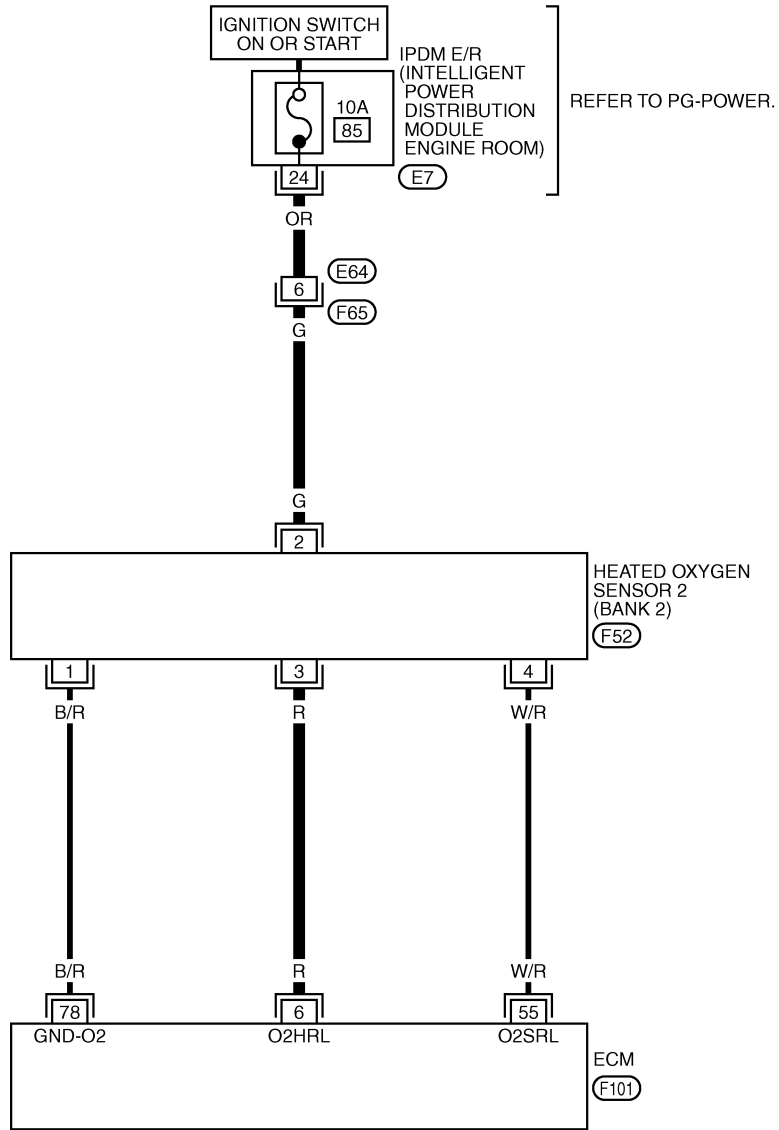 IGNITION SWITCH
ON OR START
IPDM E/R
(INTELLIGENT
POWER
DISTRIBUTION
MODULE
ENGINE ROOM)
REFER TO PG-POWER.
10A
85
24
E7
OR
E64
6
F65
G
G
2
HEATED OXYGEN
SENSOR 2
(BANK 2)
F52
1
3
4
B/R
R
W/R
B/R
R
W/R
78
6
55
GND-O2
O2HRL
O2SRL
ECM
F101